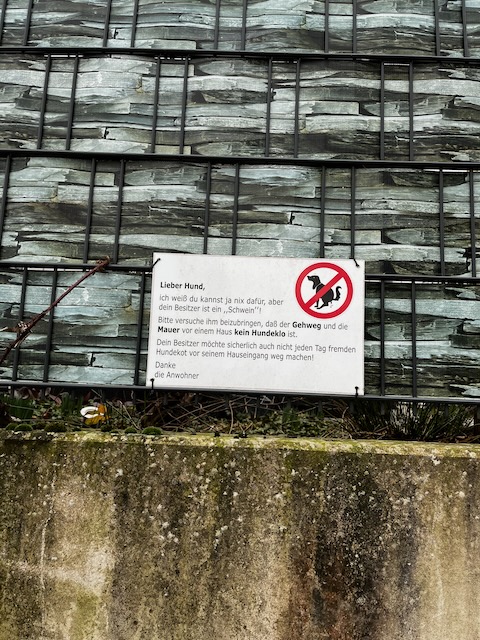 Lieber Hund,
ich weiß du kannst ja nix dafür, aber
dein Besitzer ist ein ,,Schwein"!
Bitte versuche ihm beizubringen, daß der Gehweg und die
Mauer vor einem Haus kein Hundeklo ist.
Dein Besitzer möchte sicherlich auch nicht jeden Tag fremden
Hundekot vor seinem Hauseingang weg machen!
Danke
die Anwohner